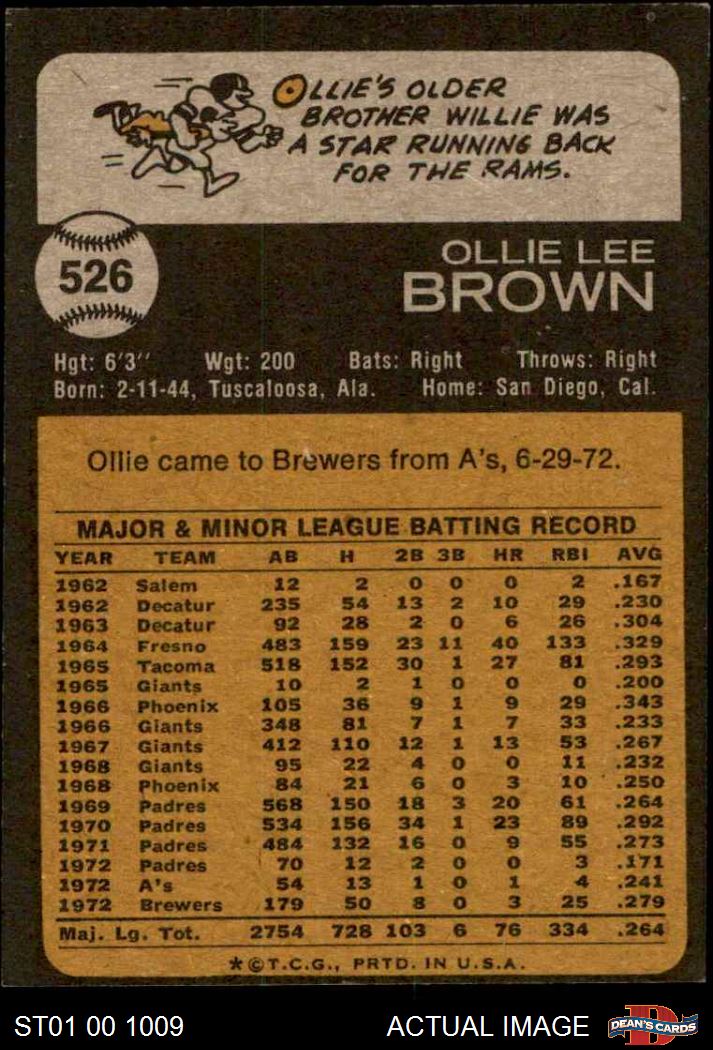 OLLIE'S OLDER
BROTHER WILLIE WAS
A STAR RUNNING BACK
FOR THE RAMS.
526
OLLIE LEE
BROWN
Hgt: 6'3'' Wgt: 200 Bats: Right Throws: Right
Born: 2-11-44, Tuscaloosa, Ala. Home: San Diego, Cal.
Ollie came to Brewers from A's, 6-29-72.
MAJOR & MINOR LEAGUE BATTING RECORD
YEAR TEAM AB H 2B 3B HR RBI AVG
1962 Salem 12 2 0 0 0 2 .167
1962 Decatur 235 54 13 2 10 29 .230
1963 Decatur 92 28 2 0 6 26 .304
1964 Fresno 483 159 23 11 40 133 .329
1965 Tacoma 518 152 30 1 27 81 .293
1965 Giants 10 2 1 0 0 0 .200
1966 Phoenix 105 36 9 1 9 29 .343
1966 Giants 348 81 7 1 7 33 .233
1967 Giants 412 110 12 1 13 53 .267
1968 Giants 95 22 4 0 0 11 .232
1968 Phoenix 84 21 6 0 3 10 .250
1969 Padres 568 150 18 3 20 61 .264
1970 Padres 534 156 34 1 23 89 .292
1971 Padres 484 132 16 0 9 55 .273
1972 Padres 70 12 2 0 0 3 .171
1972 A's 54 13 1 0 1 4 .241
1972 Brewers 179 50 8 0 3 25 .279
Maj. Lg. Tot. 2754 728 103 6 76 334 .264
*©T.C.G., PRTD. IN U.S.A.
ST01 00 1009 ACTUAL IMAGE
D
DEAN'S CARDS